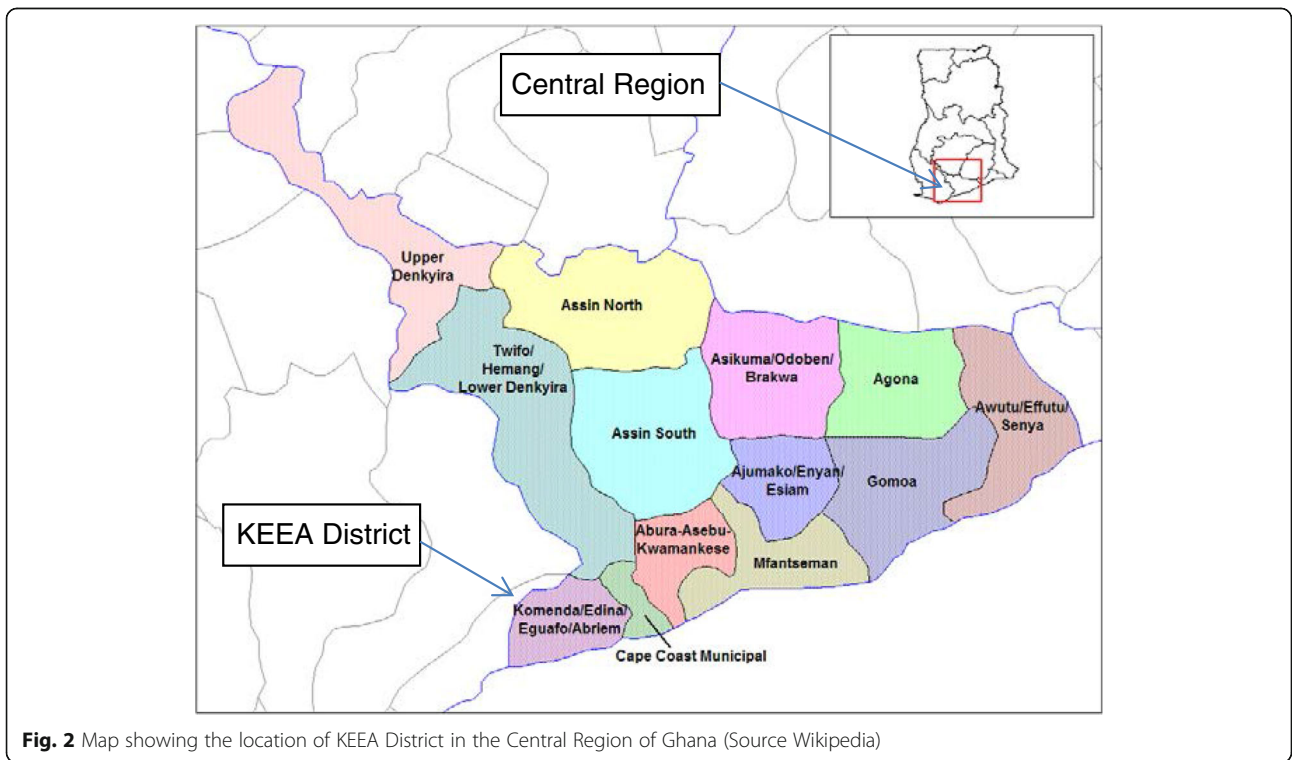 Central Region
Upper
Denkyira
Assin North
Twifo/
Hemang/
Lower Denkyira
Asikuma/Odoben/
Brakwa
Agona
Awutu/Effutu/
Senya
Assin South
Ajumako/Enyan/
Esiam
Gomoa
KEEA District
Abura-Asebu-
Kwamankese
Mfantseman
Komenda/Edina/
Eguafo/Abriem
Cape Coast Municipal
Fig. 2 Map showing the location of KEEA District in the Central Region of Ghana (Source Wikipedia)